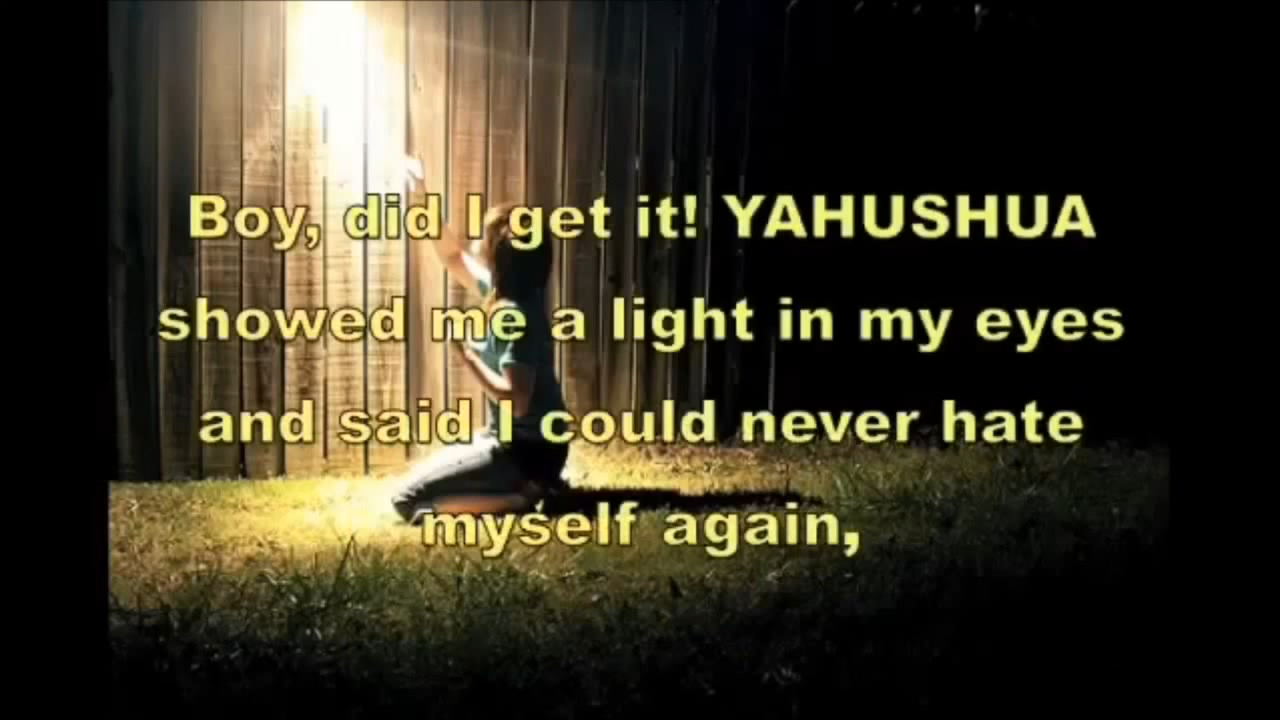 Boy, did I get it! YAHUSHUA
showed me a light in my eyes
and said I could never hate
myself again,